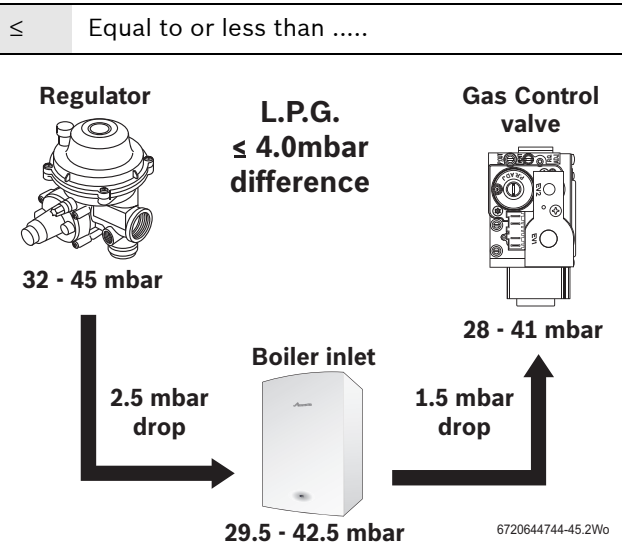 ≤ Equal to or less than .....
Regulator
L.P.G.
≤ 4.0mbar
difference
Gas Control
valve
32 - 45 mbar
28 - 41 mbar
Boiler inlet
2.5 mbar
drop
1.5 mbar
drop
29.5 - 42.5 mbar
6720644744-45.2Wo